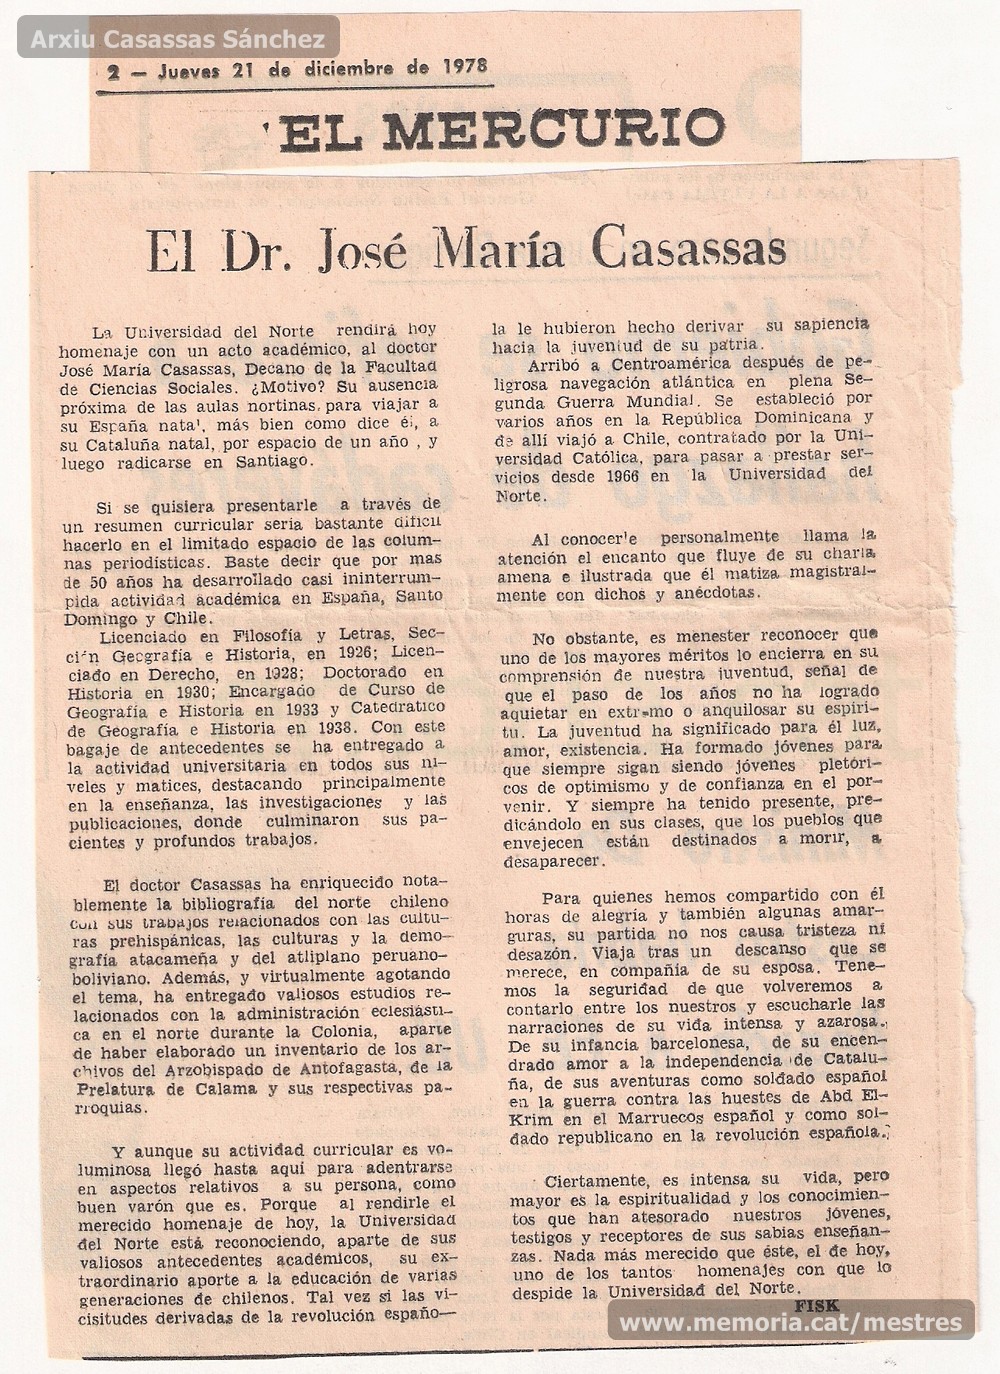 Arxiu Casassas Sánchez
2 — Jueves 21 de diciembre de 1978
'EL MERCURIO
El Dr. José María Casassas
La Universidad del Norte rendirá hoy
homenaje con un acto académico, al doctor
José María Casassas, Decano de la Facultad
de Ciencias Sociales. ¿Motivo? Su ausencia
próxima de las aulas nortinas, para viajar a
su España nata', más bien como dice él, a
su Cataluña natal, por espacio de un año , y
luego radicarse en Santiago.
Si se quisiera presentarle a través de
un resumen curricular sería bastante difícil
hacerlo en el limitado espacio de las colum-
nas periodísticas. Baste decir que por mas
de 50 años ha desarrollado casi ininterrum-
pida actividad académica en España, Santo
Domingo y Chile.
Licenciado en Filosofía y Letras, Sec-
ción Geografía e Historia, en 1926; Licen-
ciado en Derecho, en 1928; Doctorado en
Historia en 1930; Encargado de Curso de
Geografía e Historia en 1933 y Catedrático
de Geografía e Historia en 1938. Con este
bagaje de antecedentes se ha entregado a
la actividad universitaria en todos sus ni-
veles y matices, destacando principalmente
en la enseñanza, las investigaciones y las
publicaciones, donde culminaron sus pa-
cientes y profundos trabajos.
El doctor Casassas ha enriquecido nota-
blemente la bibliografía del norte chileno
con sus trabajos relacionados con las cultu-
ras prehispánicas, las culturas y la demo-
grafía atacameña y del atliplano peruano-
boliviano. Además, y virtualmente agotando
el tema, ha entregado valiosos estudios re-
lacionados con la administración eclesiásti-
ca en el norte durante la Colonia, aparte
de haber elaborado un inventario de los ar-
chivos del Arzobispado de Antofagasta, de la
Prelatura de Calama y sus respectivas pa-
rroquias.
Y aunque su actividad curricular es vo-
luminosa llegó hasta aquí para adentrarse
en aspectos relativos a su persona, como
buen varón que es. Porque al rendirle el
merecido homenaje de hoy, la Universidad
del Norte está reconociendo, aparte de sus
valiosos antecedentes académicos, su ex-
traordinario aporte a la educación de varias
generaciones de chilenos. Tal vez si las vi-
cisitudes derivadas de la revolución españo-
la le hubieron hecho derivar su sapiencia
hacia la juventud de su patria.
Arribó a Centroamérica después de pe-
ligrosa navegación atlántica en plena Se-
gunda Guerra Mundial. Se estableció por
varios años en la República Dominicana y
de allí viajó a Chile, contratado por la Uni-
versidad Católica, para pasar a prestar ser-
vicios desde 1966 en la Universidad del
Norte.
Al conocer'e personalmente llama la
atención el encanto que fluye de su charla
amena e ilustrada que él matiza magistral-
mente con dichos y anécdotas.
No obstante, es menester reconocer que
uno de los mayores méritos lo encierra en su
comprensión de nuestra juventud, señal de
que el paso de los años no ha logrado
aquietar en extremo o anquilosar su espíri-
tu. La juventud ha significado para él luz,
amor, existencia. Ha formado jóvenes para
que siempre sigan siendo jóvenes pletóri-
cos de optimismo y de confianza en el por-
venir. Y siempre ha tenido presente, pre-
dicándolo en sus clases, que los pueblos que
envejecen están destinados a morir, a
desaparecer.
Para quienes hemos compartido con él
horas de alegría y también algunas amar-
guras, su partida no nos causa tristeza ni
desazón. Viaja tras un descanso que se
merece, en compañía de su esposa. Tene-
mos la seguridad de que volveremos a
contarlo entre los nuestros y escucharle las
narraciones de su vida intensa y azarosa.
De su infancia barcelonesa, de su encen-
drado amor a la independencia de Catalu-
ña, de sus aventuras como soldado español
en la guerra contra las huestes de Abd El-
Krim en el Marruecos español y como sol-
dado republicano en la revolución española.
Ciertamente, es intensa su vida, pero
mayor es la espiritualidad y los conocimien-
tos que han atesorado nuestros jóvenes,
testigos y receptores de sus sabias enseñan-
zas. Nada más merecido que éste, el de hoy,
uno de los tantos homenajes con que lo
despide la Universidad del Norte.
FISK
www.memoria.cat/mestres